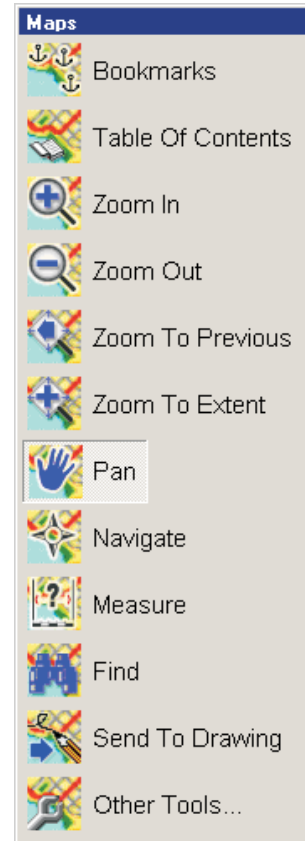 Maps
Bookmarks
Table Of Contents
Zoom In
Zoom Out
Zoom To Previous
Zoom To Extent
Pan
Navigate
Measure
Find
Send To Drawing
Other Tools...